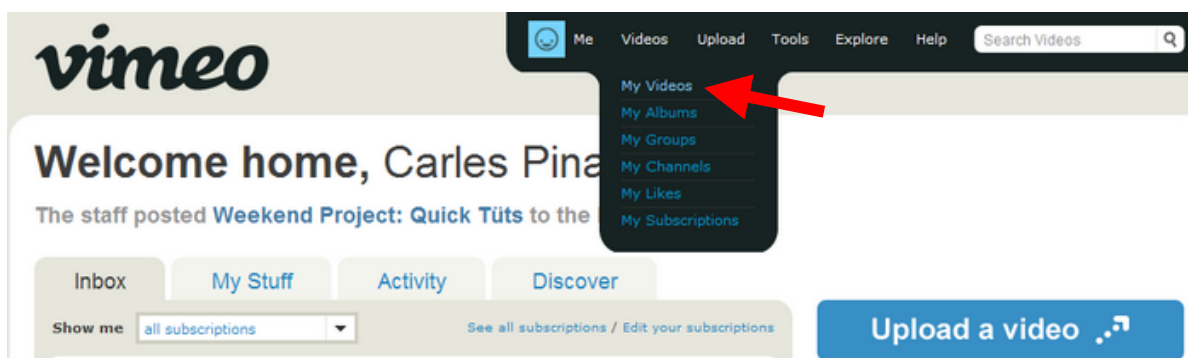 vimeo
Me Videos Upload Tools Explore Help Search Videos
My Videos
My Albums
My Groups
My Channels
My Likes
My Subscriptions
Welcome home, Carles Pina
The staff posted Weekend Project: Quick Tüts to the
Inbox My Stuff Activity Discover
Show me all subscriptions See all subscriptions / Edit your subscriptions
Upload a video